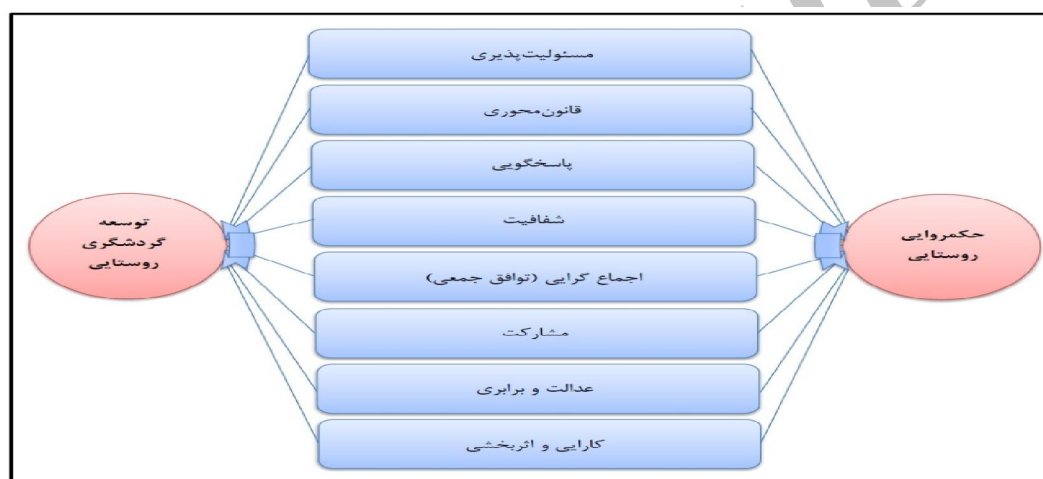 مسئولیت‌پذیری
قانون‌محوری
پاسخگویی
شفافیت
اجماع گرایی (توافق جمعی)
مشارکت
عدالت و برابری
کارایی و اثربخشی
حکمروایی
روستایی
توسعه
گردشگری
روستایی